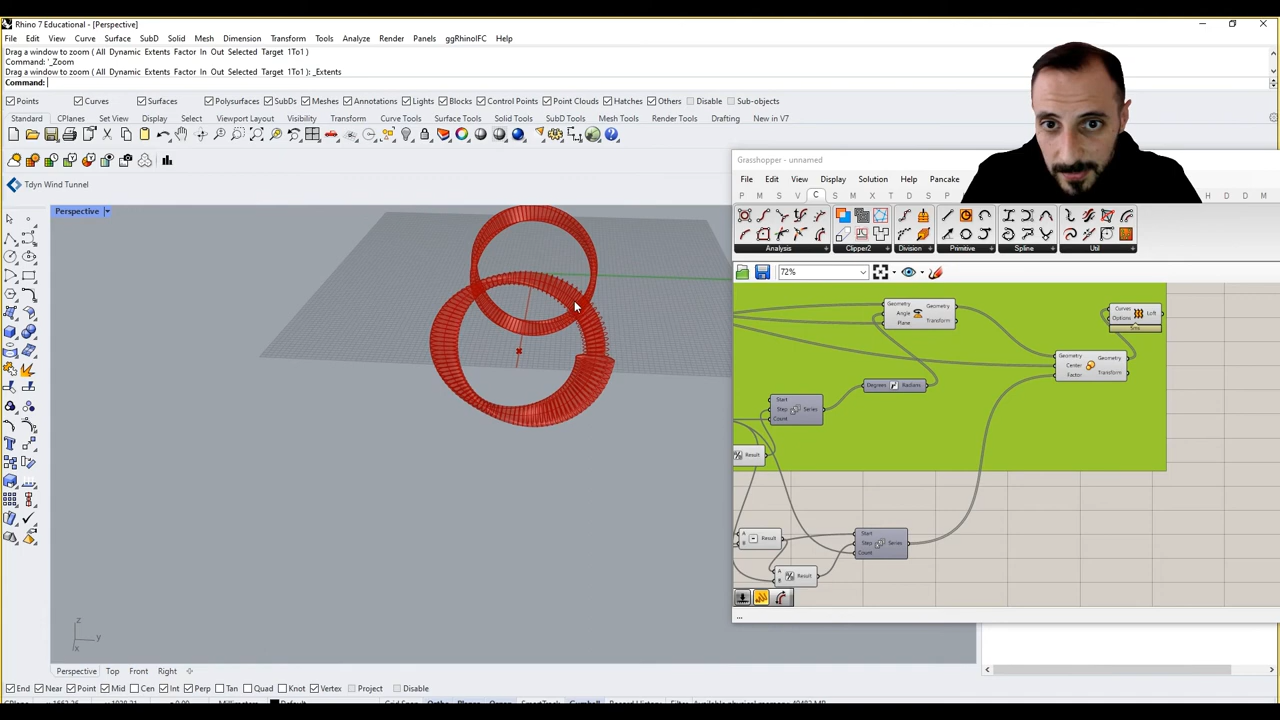 Rhino 7 Educational - [Perspective]
File Edit View Curve Surface SubD Solid Mesh Dimension Transform Tools Analyze Render Panels ggRhinoIFC Help
Drag a window to zoom ( All Dynamic Extents Factor In Out Selected Target 1To1 )
Command: '_Zoom
Drag a window to zoom ( All Dynamic Extents Factor In Out Selected Target 1To1 ): _Extents
Command:
Points Curves Surfaces Polysurfaces SubDs Meshes Annotations Lights Blocks Control Points Point Clouds Hatches Others Disable Sub-objects
Standard CPlanes Set View Display Select Viewport Layout Visibility Transform Curve Tools Surface Tools Solid Tools SubD Tools Mesh Tools Render Tools Drafting New in V7
Tdyn Wind Tunnel
Perspective
Grasshopper - unnamed
File Edit View Display Solution Help Pancake
P M S V C I M X T D S
H D
Analysis Clipper2 Division Primitive Spline Util
72%
Geometry Angle Plane Geometry Transform
Curves Options Loft
5ms
Geometry Center Factor Geometry Transform
Degrees Radians
Start Step Count Series
Result
A B Result
Start Step Count Series
A B Result
...
z
y
x
Perspective Top Front Right
End Near Point Mid Cen Int Perp Tan Quad Knot Vertex Project Disable